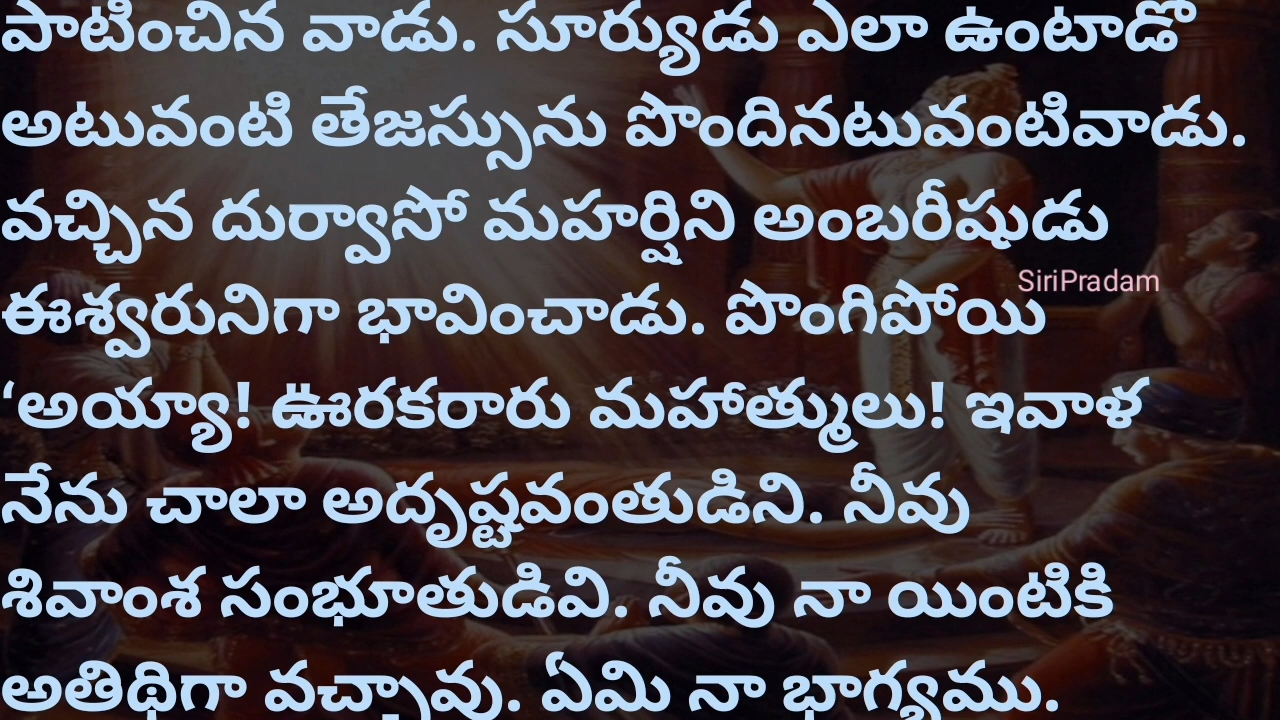 పాటించిన వాడు. సూర్యుడు ఎలా ఉంటాడో
అటువంటి తేజస్సును పొందినటువంటివాడు.
వచ్చిన దుర్వాసో మహర్షిని అంబరీషుడు
ఈశ్వరునిగా భావించాడు. పొంగిపోయి
SiriPradam
‘అయ్యా! ఊరకరారు మహాత్ములు! ఇవాళ
నేను చాలా అదృష్టవంతుడిని. నీవు
శివాంశ సంభూతుడివి. నీవు నా యింటికి
అతిథిగా వచ్చావు. ఏమి నా భాగ్యము.